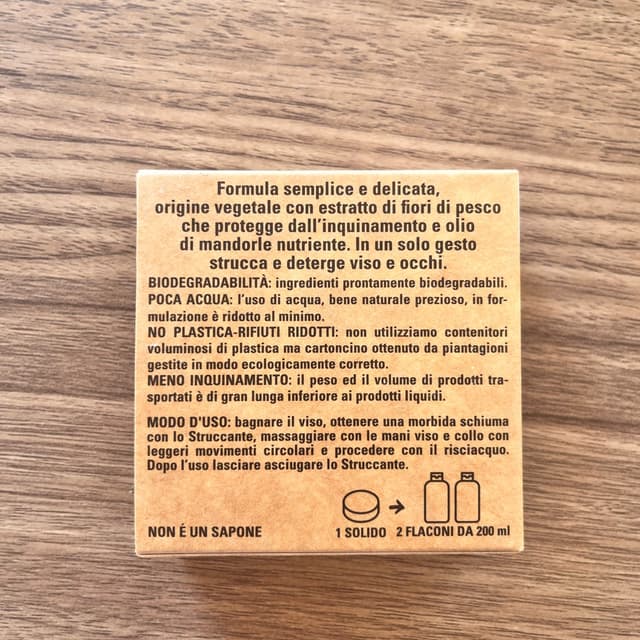 Formula semplice e delicata,
origine vegetale con estratto di fiori di pesco
che protegge dall'inquinamento e olio
di mandorle nutriente. In un solo gesto
strucca e deterge viso e occhi.
BIODEGRADABILITÀ: ingredienti prontamente biodegradabili.
POCA ACQUA: l'uso di acqua, bene naturale prezioso, in for-
mulazione è ridotto al minimo.
NO PLASTICA-RIFIUTI RIDOTTI: non utilizziamo contenitori
voluminosi di plastica ma cartoncino ottenuto da piantagioni
gestite in modo ecologicamente corretto.
MENO INQUINAMENTO: il peso ed il volume di prodotti tra-
sportati è di gran lunga inferiore ai prodotti liquidi.
MODO D'USO: bagnare il viso, ottenere una morbida schiuma
con lo Struccante, massaggiare con le mani viso e collo con
leggeri movimenti circolari e procedere con il risciacquo.
Dopo l'uso lasciare asciugare lo Struccante.
NON É UN SAPONE
1 SOLIDO 2 FLACONI DA 200 ml